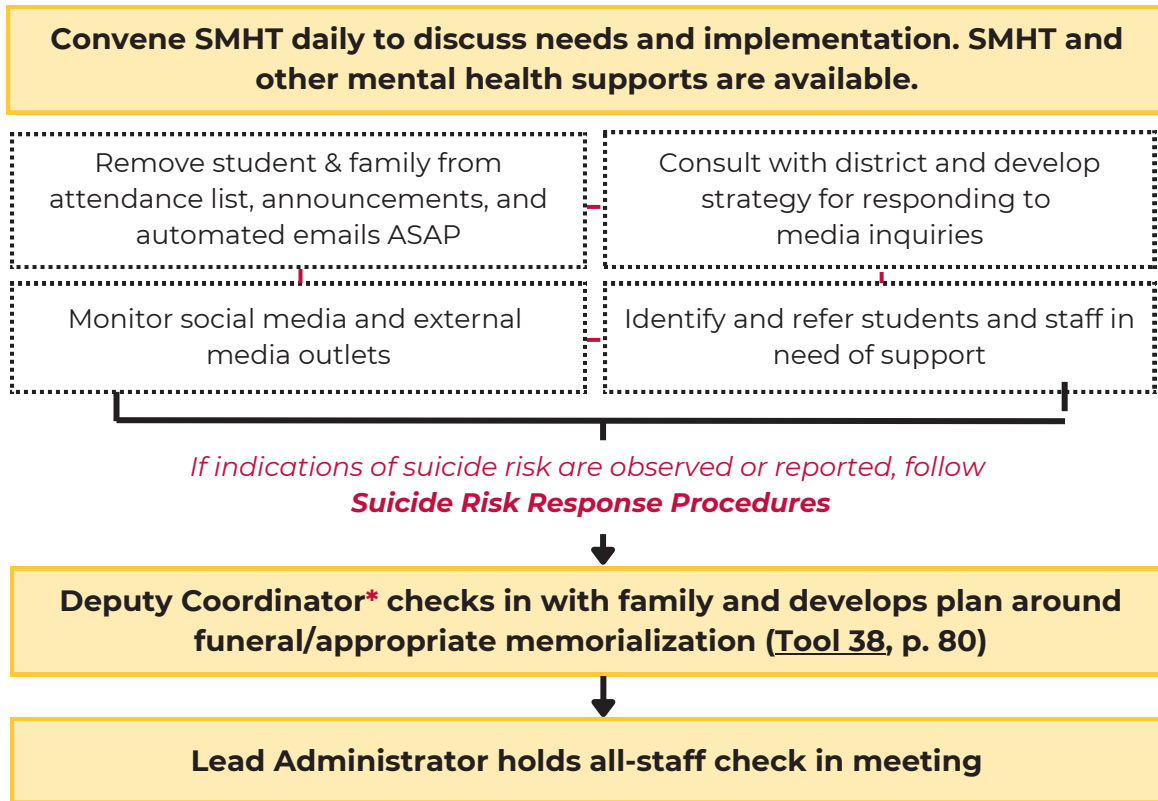 Convene SMHT daily to discuss needs and implementation. SMHT and
other mental health supports are available.
Remove student & family from
attendance list, announcements, and
automated emails ASAP
Consult with district and develop
strategy for responding to
media inquiries
Monitor social media and external
media outlets
Identify and refer students and staff in
need of support
If indications of suicide risk are observed or reported, follow
Suicide Risk Response Procedures
Deputy Coordinator* checks in with family and develops plan around
funeral/appropriate memorialization (Tool 38, p. 80)
Lead Administrator holds all-staff check in meeting